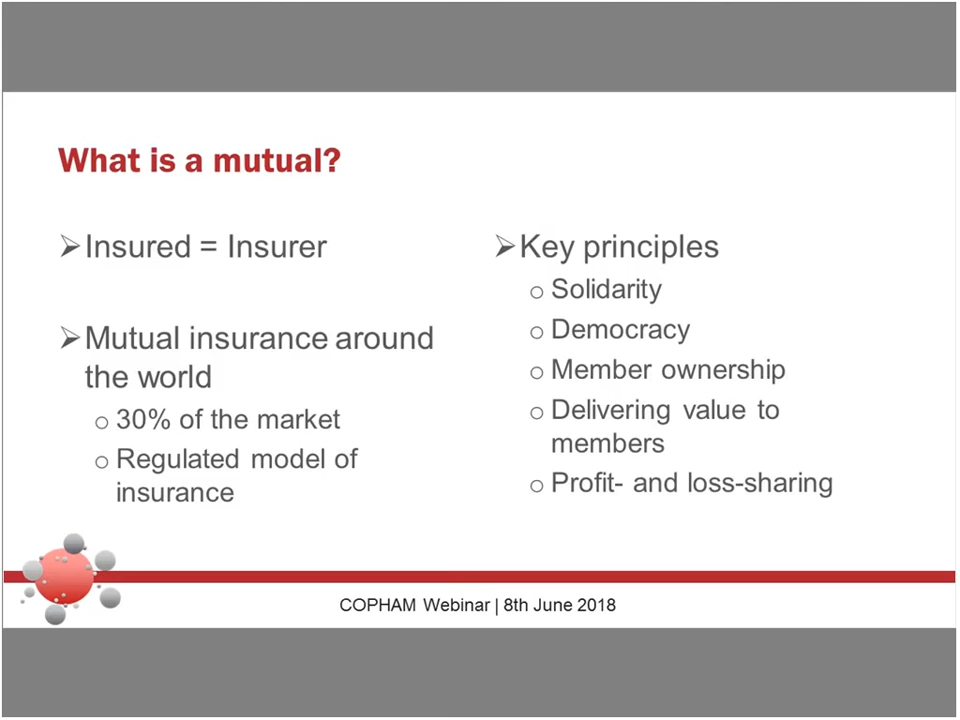 What is a mutual?
➢Insured = Insurer
➢Mutual insurance around
the world
o 30% of the market
o Regulated model of
insurance
➢Key principles
o Solidarity
o Democracy
o Member ownership
o Delivering value to
members
o Profit- and loss-sharing
COPHAM Webinar | 8th June 2018